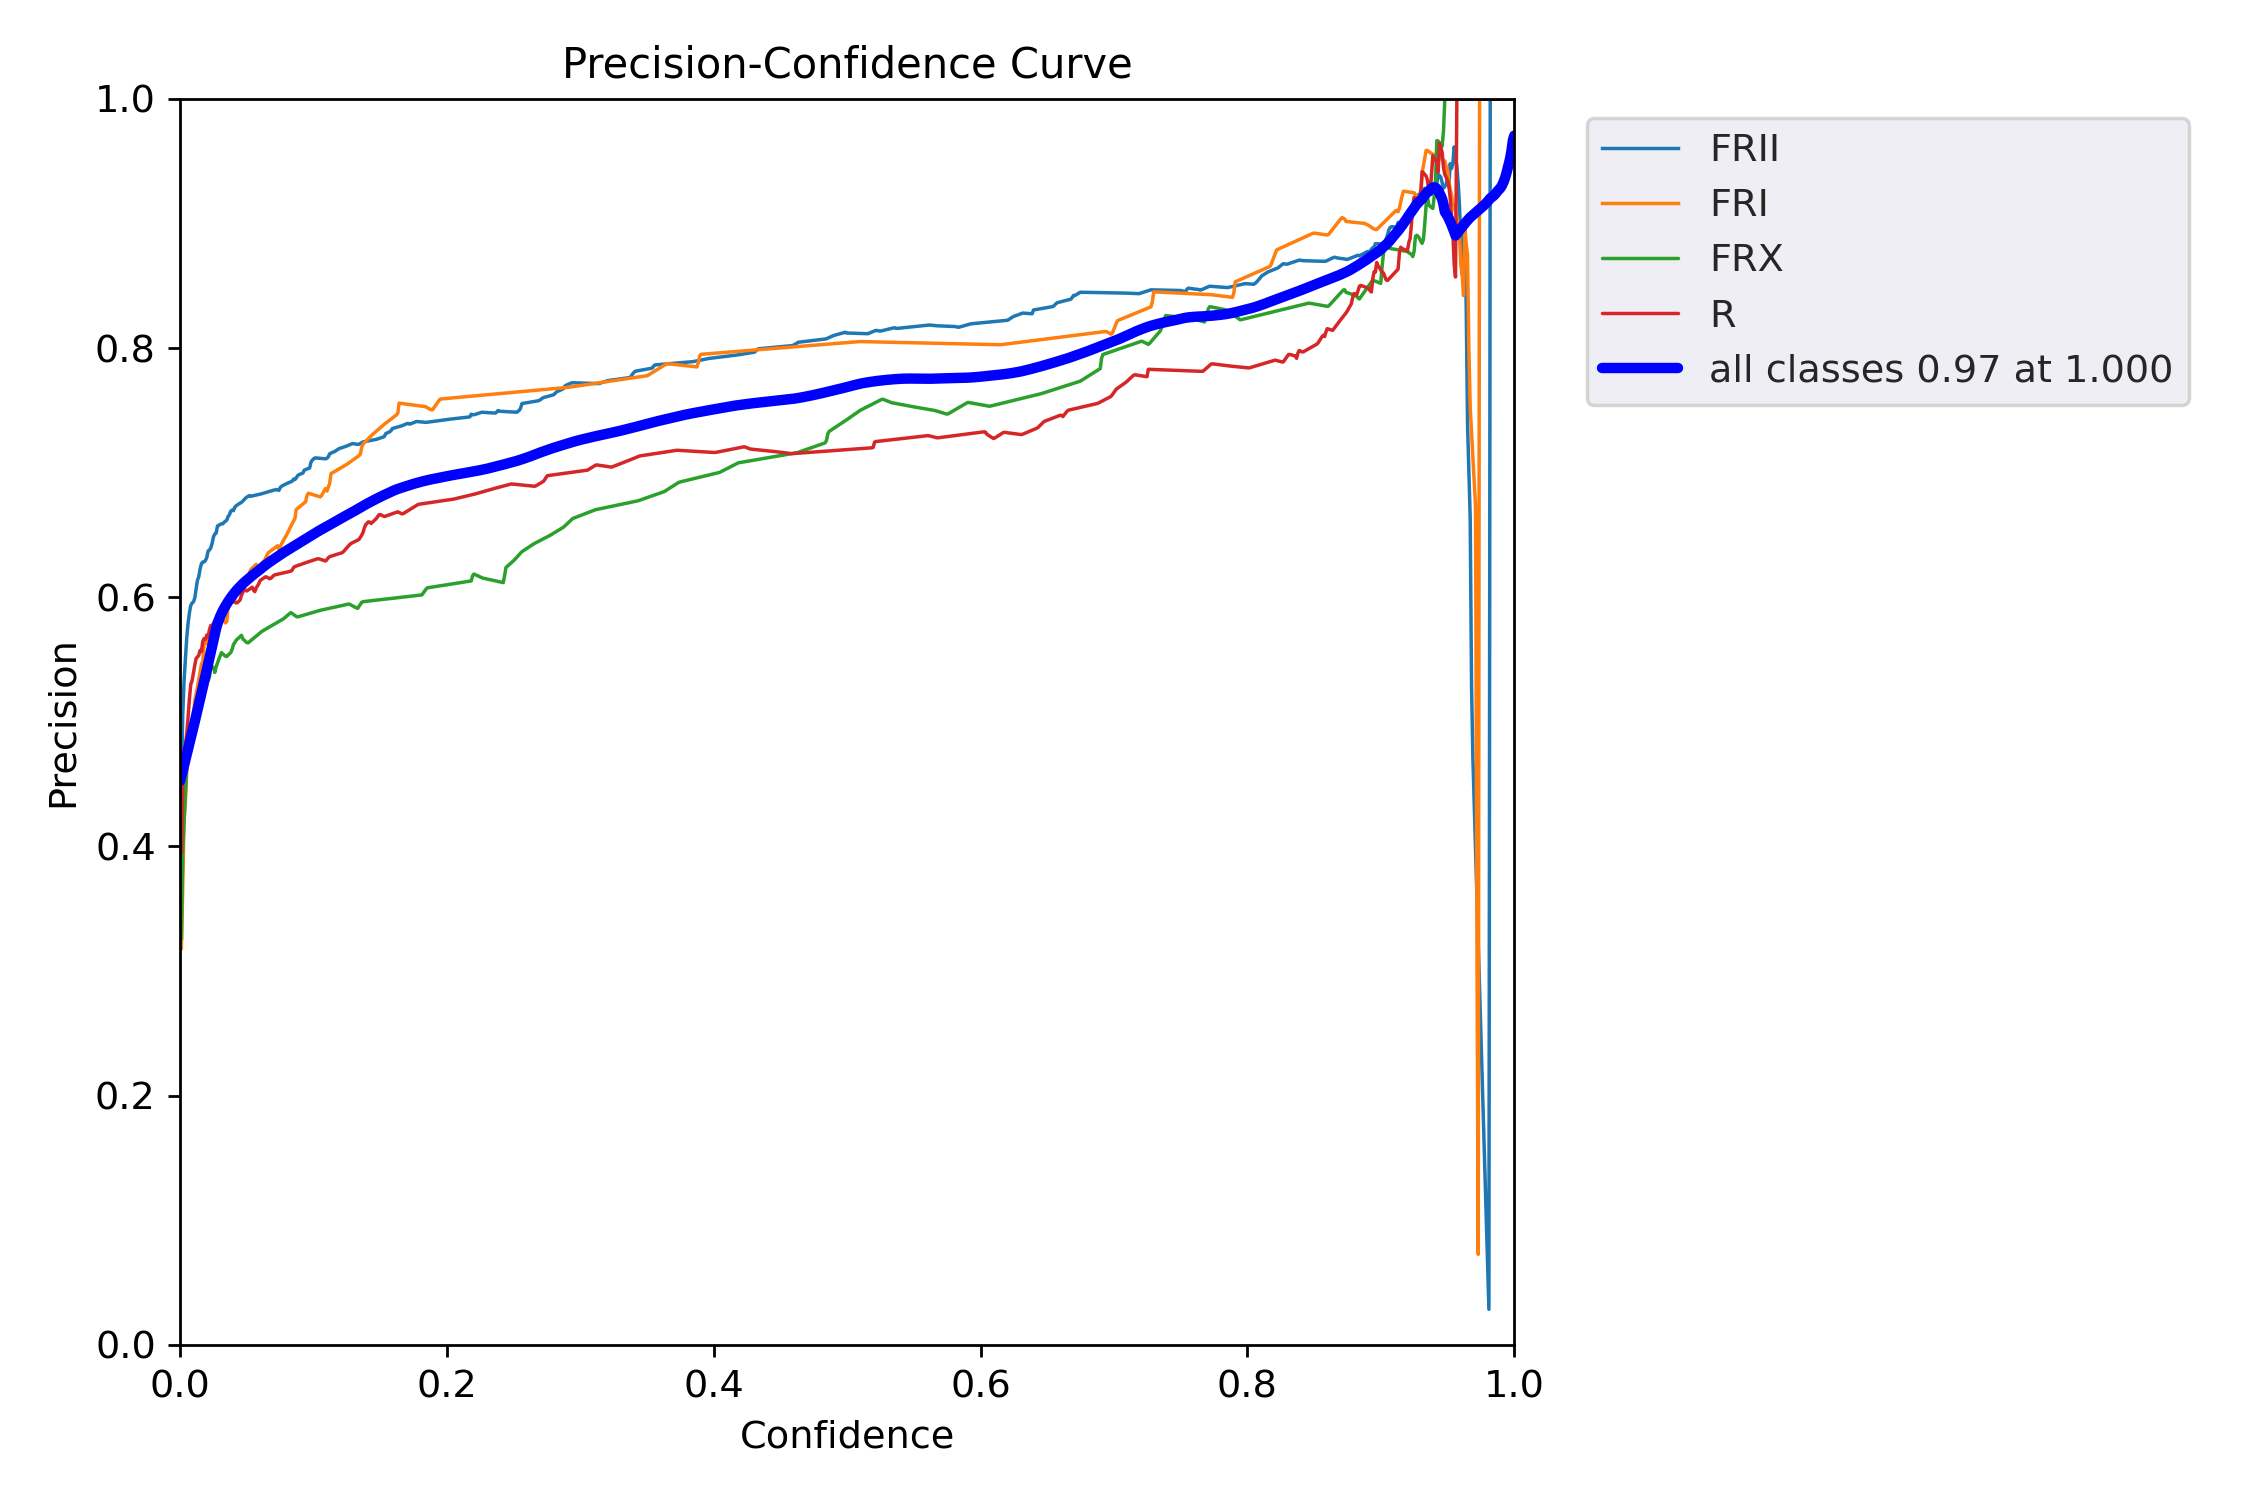 Precision-Confidence Curve
1.0
0.8
0.6
0.4
0.2
0.0
Precision
0.0 0.2 0.4 0.6 0.8 1.0
Confidence
FRII
FRI
FRX
R
all classes 0.97 at 1.000